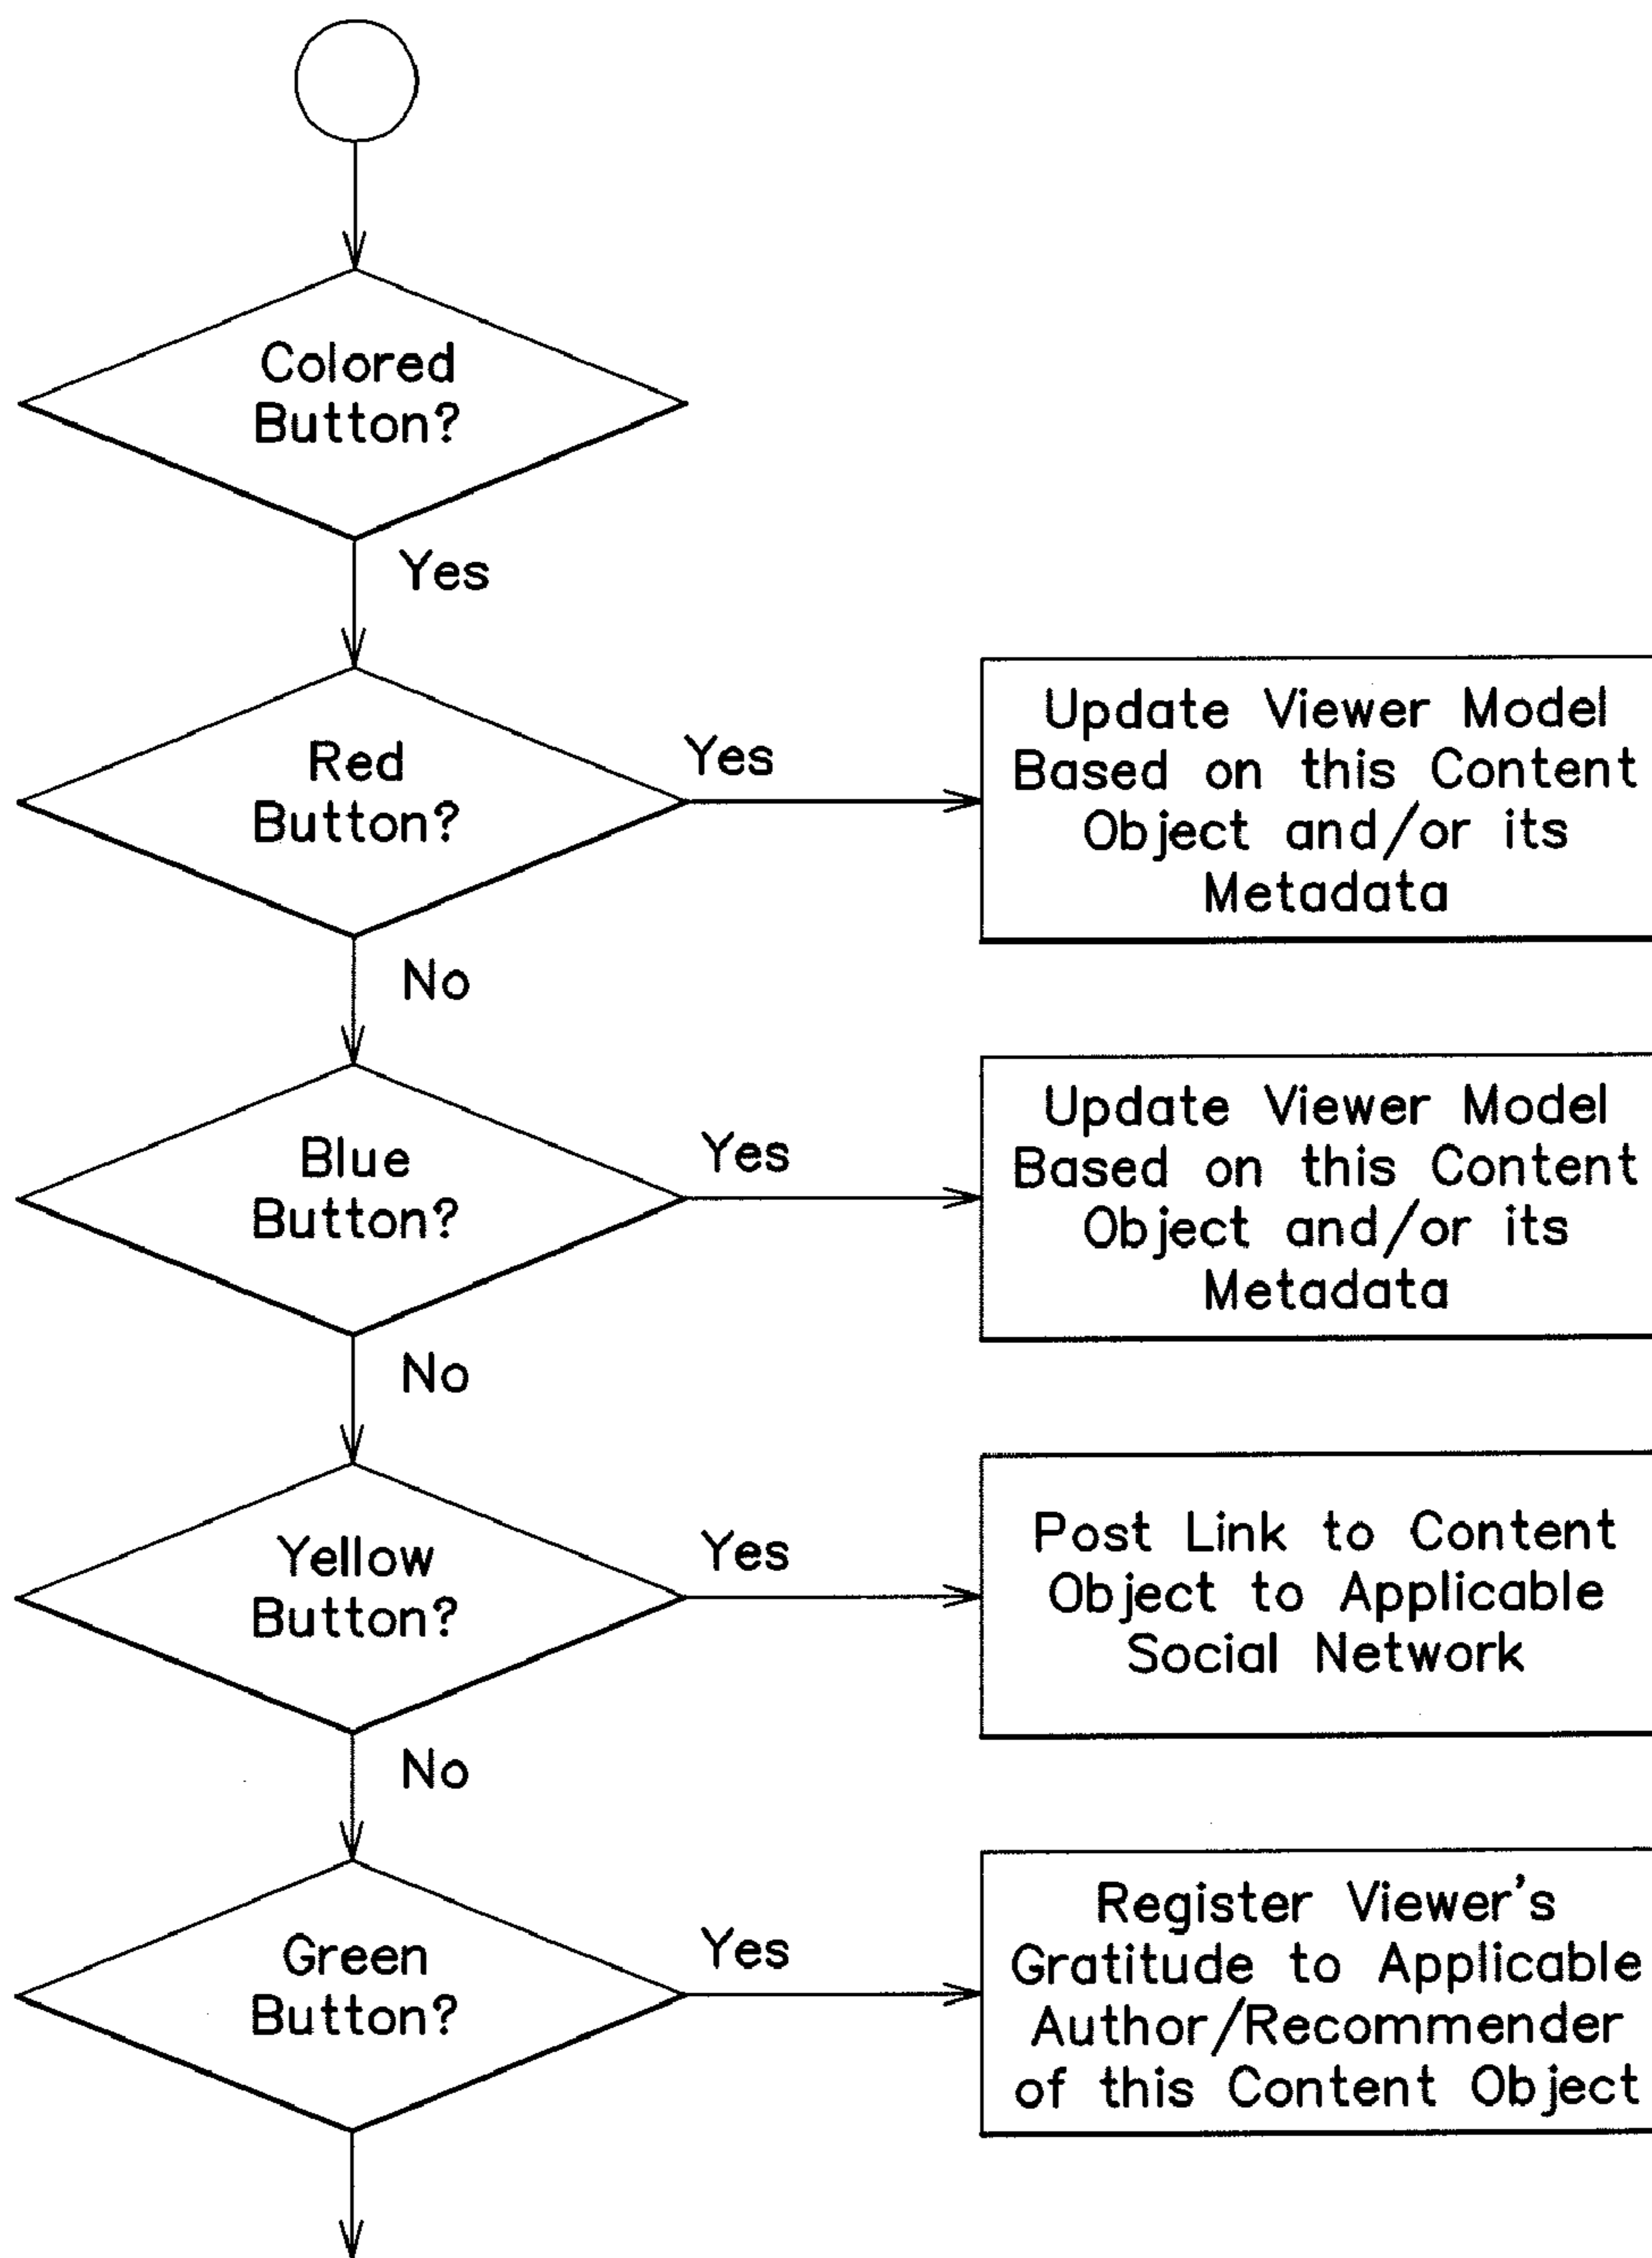 Colored
Button?
Yes
Red
Button?
Yes
Update Viewer Model
Based on this Content
Object and/or its
Metadata
No
Blue
Button?
Yes
Update Viewer Model
Based on this Content
Object and/or its
Metadata
No
Yellow
Button?
Yes
Post Link to Content
Object to Applicable
Social Network
No
Green
Button?
Yes
Register Viewer's
Gratitude to Applicable
Author/Recommender
of this Content Object